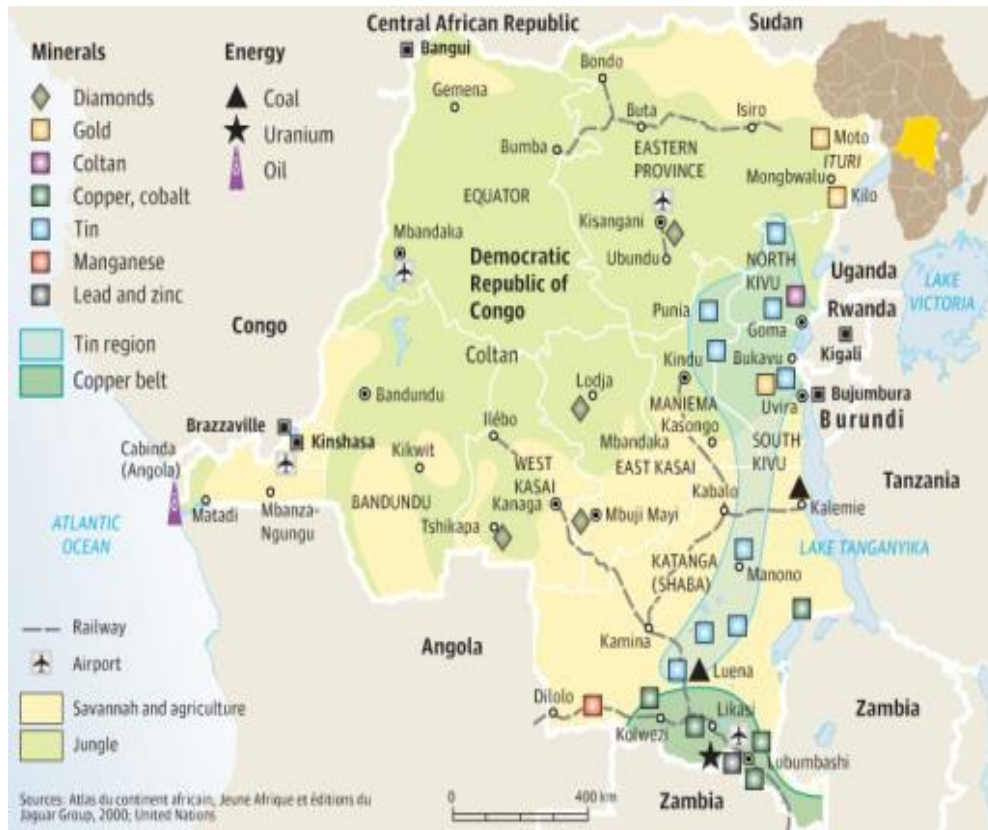 Minerals
Diamonds
Gold
Coltan
Copper, cobalt
Tin
Manganese
Lead and zinc
Tin region
Copper belt
Energy
Coal
Uranium
Oil
Central African Republic
Sudan
Bangui
Gemena
Bondo
Buta
Isiro
Bumba
EASTERN
PROVINCE
Moto
ITURI
Mongbwalu
Kilo
EQUATOR
Kisangani
Mbandaka
Ubundu
Democratic
Republic of
Congo
NORTH
KIVU
Uganda
LAKE
VICTORIA
Punia
Rwanda
Goma
Congo
Coltan
Kindu
Bukavu
Kigali
Bandundu
Lodja
Bujumbura
Uvira
Burundi
MANIEMA
Brazzaville
Kinshasa
Ilébo
Mbandaka
Kasongo
Cabinda
(Angola)
Kikwit
WEST
KASAI
EAST KASAI
SOUTH
KIVU
Tanzania
BANDUNDU
Kanaga
Kabalo
Kalemie
Matadi
Mbanza-
Ngungu
Tshikapa
Mbuji Mayi
ATLANTIC
OCEAN
LAKE TANGANYIKA
KATANGA
(SHABA)
Manono
Railway
Airport
Savannah and agriculture
Jungle
Angola
Kamina
Luena
Dilolo
Likasi
Zambia
Kolwezi
Lubumbashi
Zambia
0 400 km
Sources: Atlas du continent africain, Jeune Afrique et éditions du
Jaguar Group, 2000; United Nations